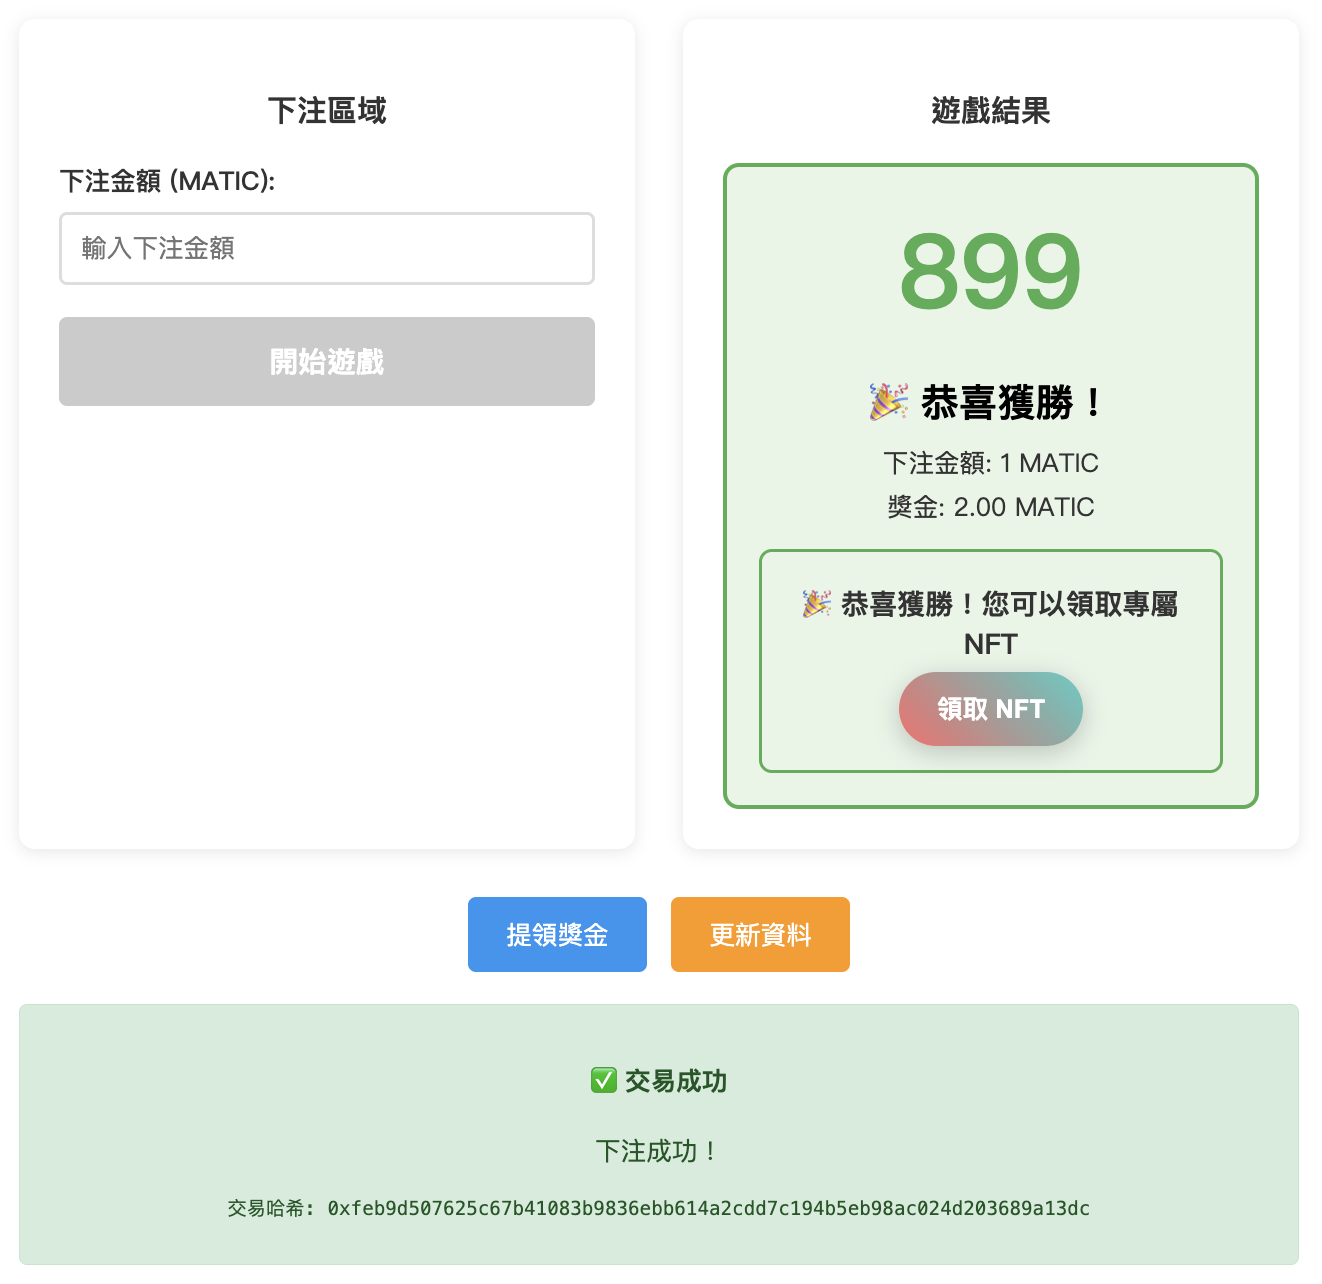 下注區域
下注金額 (MATIC):
輸入下注金額
開始遊戲
遊戲結果
899
🎉 恭喜獲勝！
下注金額: 1 MATIC
獎金: 2.00 MATIC
🎉 恭喜獲勝！您可以領取專屬
NFT
領取 NFT
提領獎金
更新資料
✅ 交易成功
下注成功！
交易哈希: 0xfeb9d507625c67b41083b9836ebb614a2cdd7c194b5eb98ac024d203689a13dc